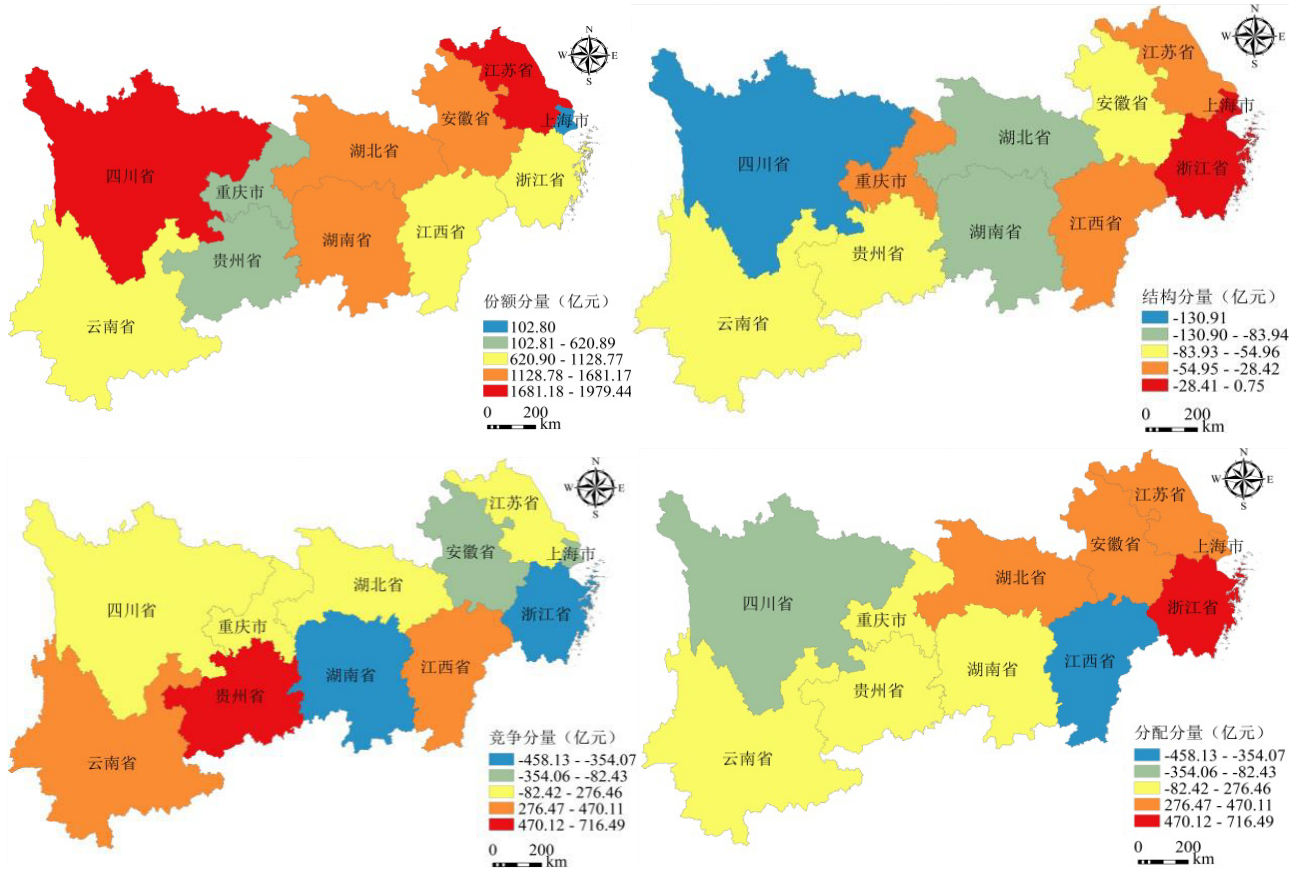 N
W
E
S
江苏省
安徽省
上海市
湖北省
四川省
浙江省
重庆市
湖南省
江西省
贵州省
云南省
份额分量（亿元）
102.80
102.81 - 620.89
620.90 - 1128.77
1128.78 - 1681.17
1681.18 - 1979.44
0 200
km
N
W
E
S
江苏省
安徽省
上海市
湖北省
四川省
浙江省
重庆市
江西省
湖南省
贵州省
云南省
结构分量（亿元）
-130.91
-130.90 - -83.94
-83.93 - -54.96
-54.95 - -28.42
-28.41 - 0.75
0 200
km
N
W
E
S
江苏省
安徽省
上海市
湖北省
四川省
浙江省
重庆市
湖南省
江西省
贵州省
云南省
竞争分量（亿元）
-458.13 - -354.07
-354.06 - -82.43
-82.42 - 276.46
276.47 - 470.11
470.12 - 716.49
0 200
km
N
W
E
S
江苏省
安徽省
上海市
湖北省
四川省
浙江省
重庆市
江西省
湖南省
贵州省
云南省
分配分量（亿元）
-458.13 - -354.07
-354.06 - -82.43
-82.42 - 276.46
276.47 - 470.11
470.12 - 716.49
0 200
km